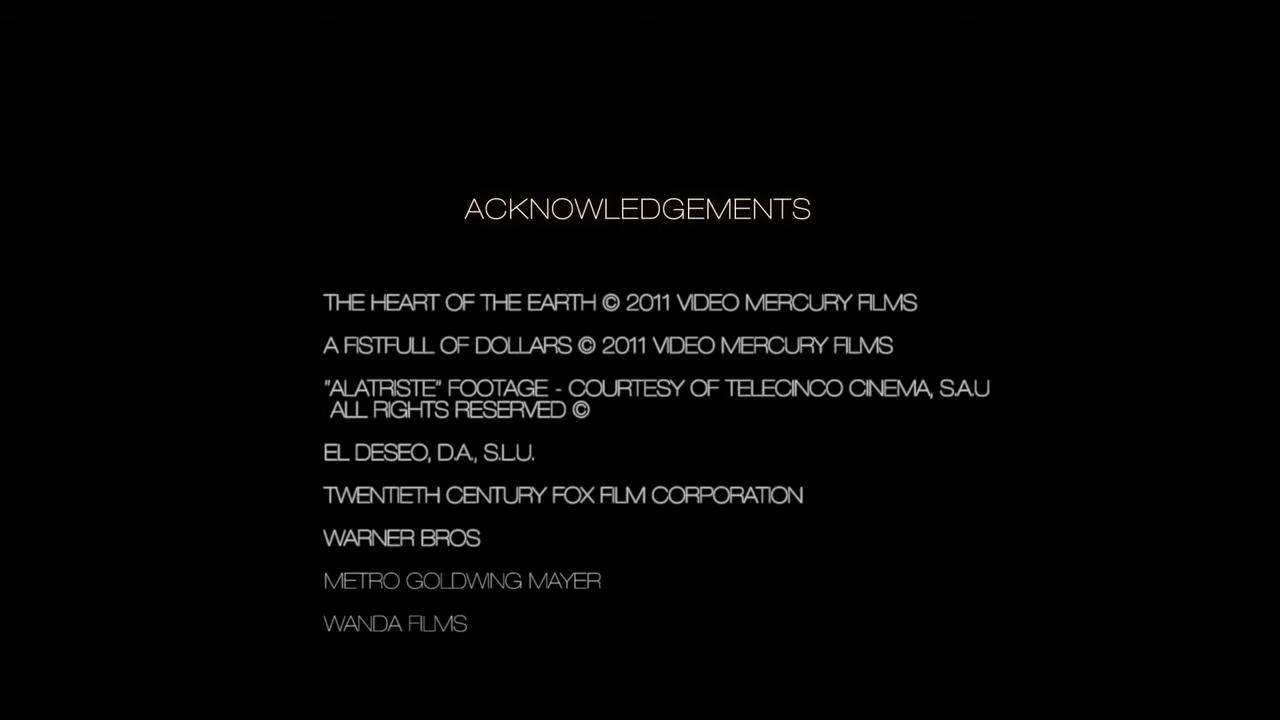 ACKNOWLEDGEMENTS
THE HEART OF THE EARTH © 2011 VIDEO MERCURY FILMS
A FISTFULL OF DOLLARS © 2011 VIDEO MERCURY FILMS
"ALATRISTE" FOOTAGE - COURTESY OF TELECINCO CINEMA, S.A.U
ALL RIGHTS RESERVED ©
EL DESEO, D.A., S.L.U.
TWENTIETH CENTURY FOX FILM CORPORATION
WARNER BROS
METRO GOLDWING MAYER
WANDA FILMS